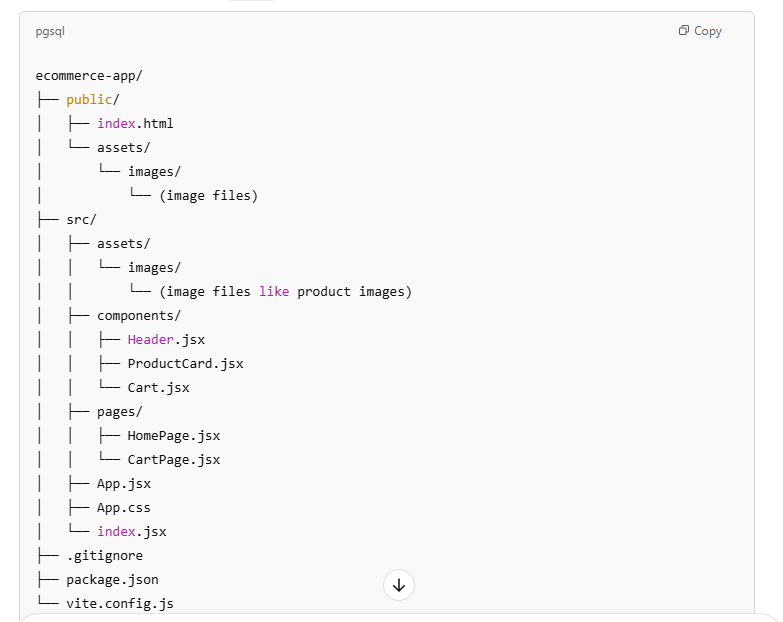 pgsql
Copy
ecommerce-app/
├── public/
│   ├── index.html
│   └── assets/
│       └── images/
│           └── (image files)
├── src/
│   ├── assets/
│   │   └── images/
│   │       └── (image files like product images)
│   ├── components/
│   │   ├── Header.jsx
│   │   ├── ProductCard.jsx
│   │   └── Cart.jsx
│   ├── pages/
│   │   ├── HomePage.jsx
│   │   └── CartPage.jsx
│   ├── App.jsx
│   ├── App.css
│   └── index.jsx
├── .gitignore
├── package.json
└── vite.config.js